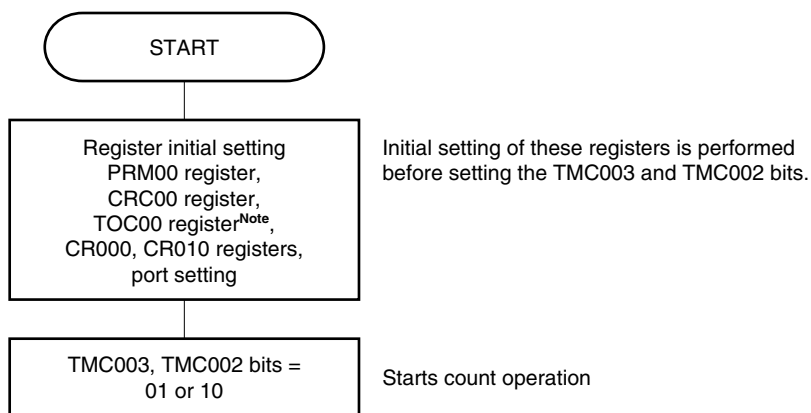 START
Register initial setting
PRM00 register,
CRC00 register,
TOC00 registerNote,
CR000, CR010 registers,
port setting
Initial setting of these registers is performed
before setting the TMC003 and TMC002 bits.
TMC003, TMC002 bits =
01 or 10
Starts count operation